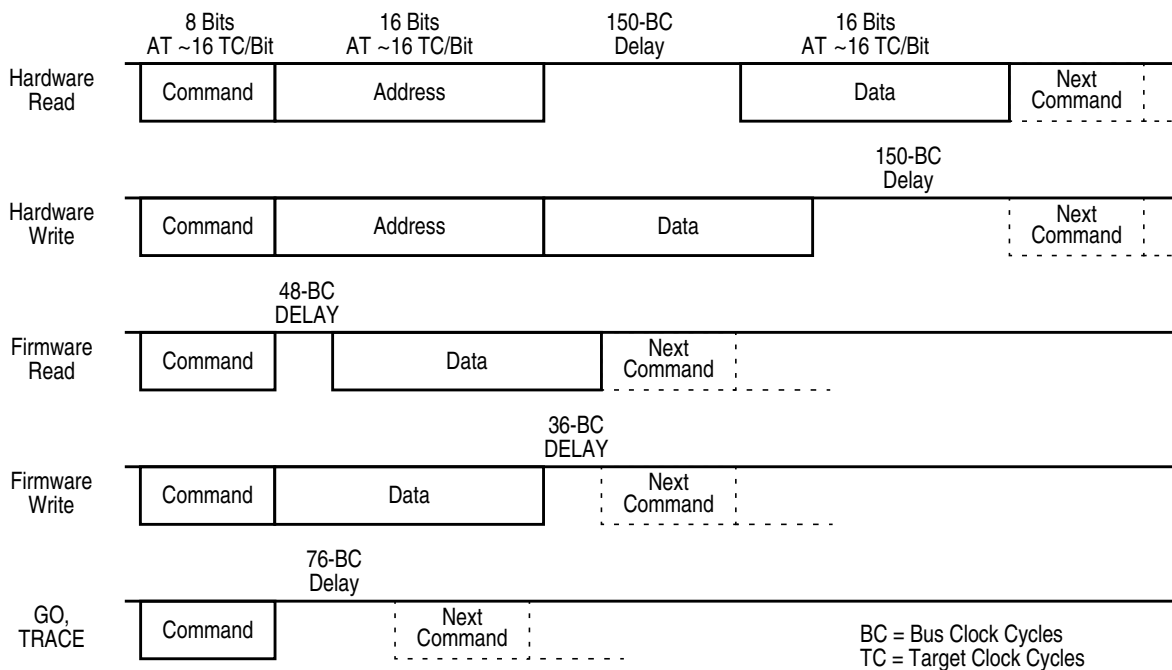 8 Bits
AT ~16 TC/Bit
16 Bits
AT ~16 TC/Bit
150-BC
Delay
16 Bits
AT ~16 TC/Bit
Hardware
Read
Command
Address
Data
Next
Command
150-BC
Delay
Hardware
Write
Command
Address
Data
Next
Command
48-BC
DELAY
Firmware
Read
Command
Data
Next
Command
36-BC
DELAY
Firmware
Write
Command
Data
Next
Command
76-BC
Delay
GO,
TRACE
Command
Next
Command
BC = Bus Clock Cycles
TC = Target Clock Cycles